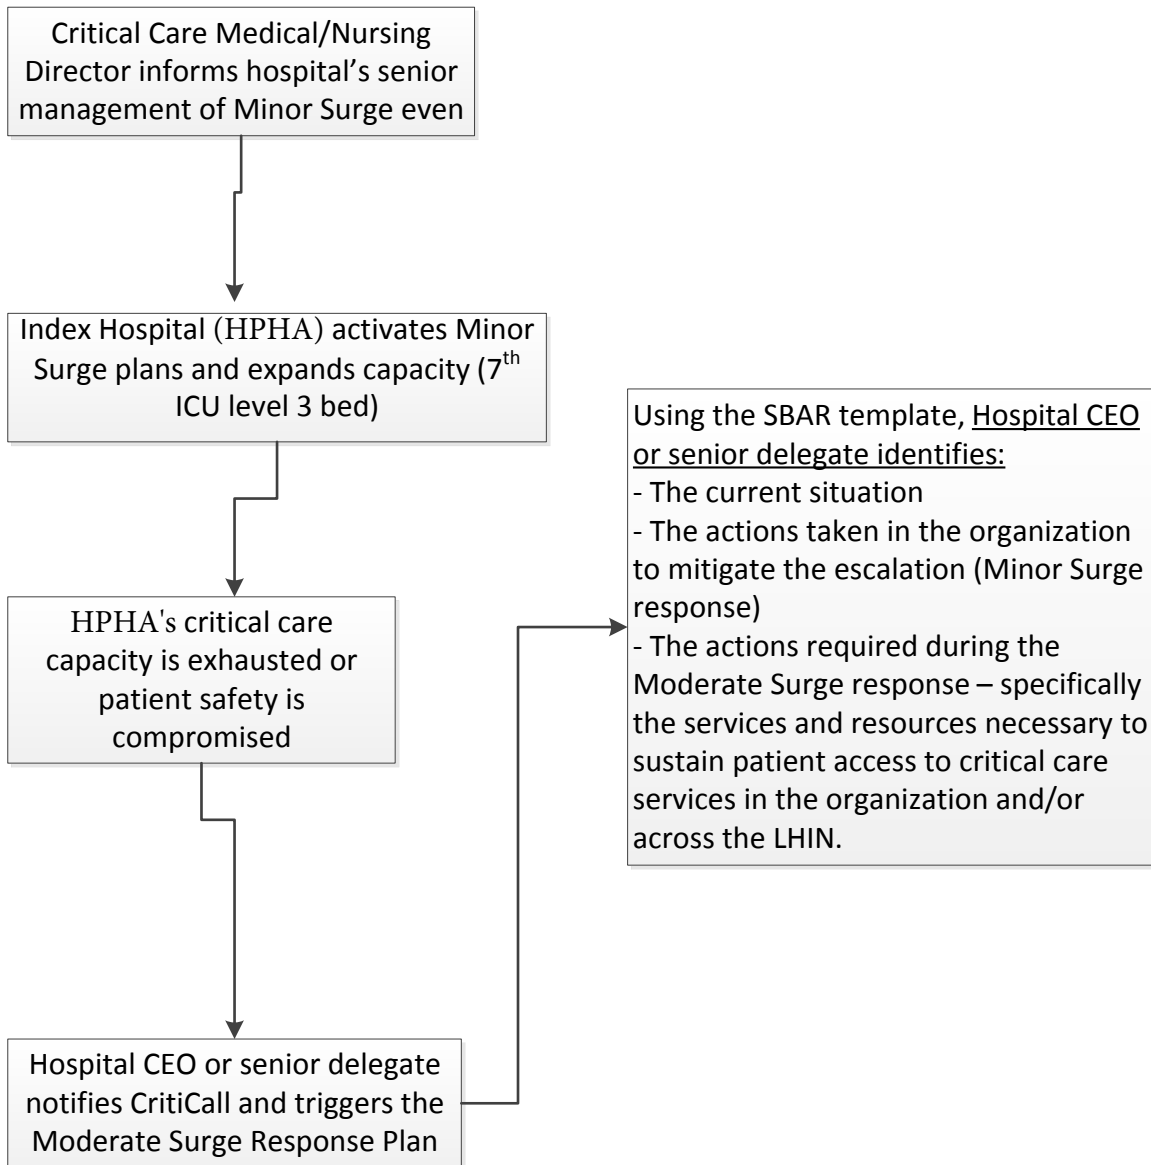 Critical Care Medical/Nursing
Director informs hospital’s senior
management of Minor Surge even
Index Hospital (HPHA) activates Minor
Surge plans and expands capacity (7th
ICU level 3 bed)
HPHA's critical care
capacity is exhausted or
patient safety is
compromised
Hospital CEO or senior delegate
notifies CritiCall and triggers the
Moderate Surge Response Plan
Using the SBAR template, Hospital CEO
or senior delegate identifies:
- The current situation
- The actions taken in the organization
to mitigate the escalation (Minor Surge
response)
- The actions required during the
Moderate Surge response – specifically
the services and resources necessary to
sustain patient access to critical care
services in the organization and/or
across the LHIN.